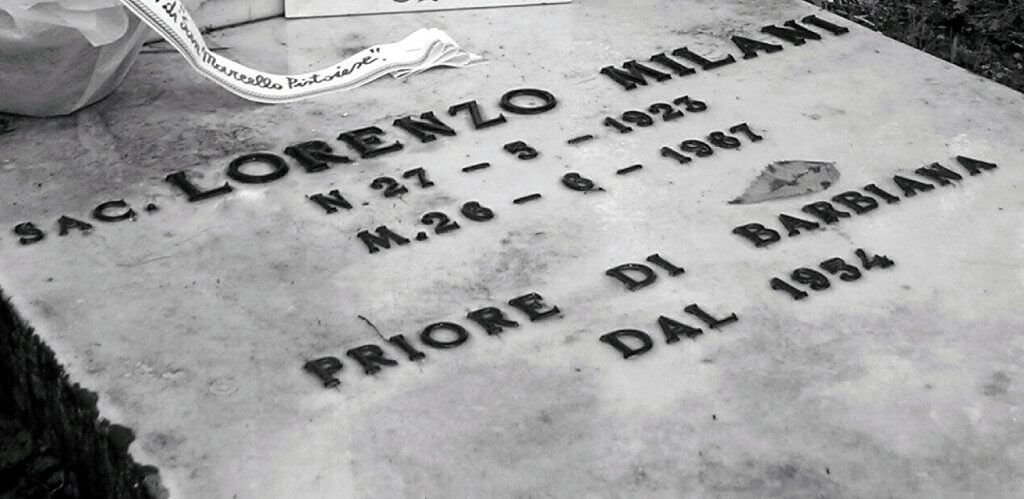 di San Marcello Pistoiese".
SAC. LORENZO MILANI
N. 27 - 5 - 1923
M. 26 - 6 - 1967
PRIORE DI BARBIANA
DAL 1954